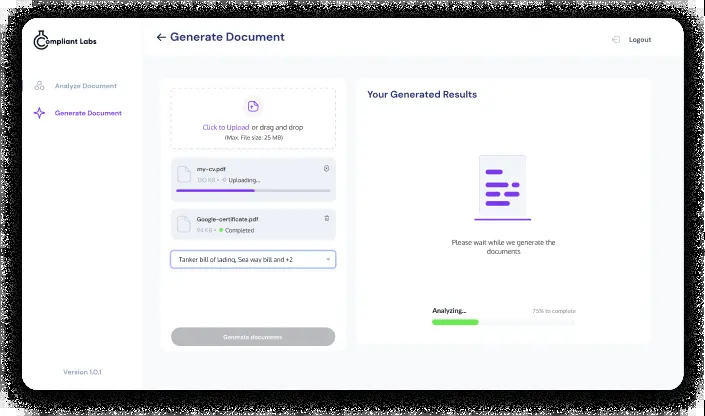 Compliant Labs
Analyze Document
Generate Document
Version 1.0.1
← Generate Document
Logout
Click to Upload or drag and drop
(Max. File size: 25 MB)
my-cv.pdf
120 KB • Uploading...
Google-certificate.pdf
94 KB • Completed
Tanker bill of lading, Sea way bill and +2
Generate documents
Your Generated Results
Please wait while we generate the
documents
Analyzing...
75% to complete